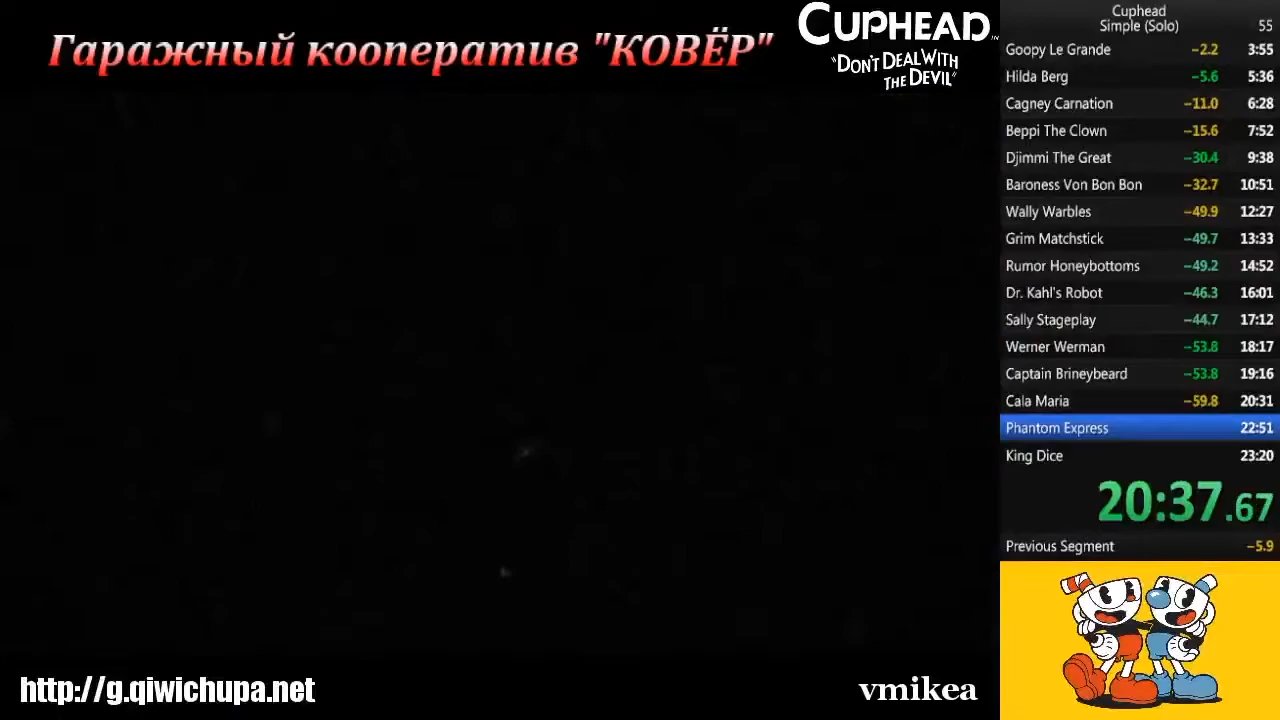 Гаражный кооператив "КОВЁР"
CUPHEAD
"DON'T DEAL WITH
THE DEVIL"
http://g.qiwichupa.net
vmikea
Cuphead
Simple (Solo) 55
Goopy Le Grande −2.2 3:55
Hilda Berg −5.6 5:36
Cagney Carnation −11.0 6:28
Beppi The Clown −15.6 7:52
Djimmi The Great −30.4 9:38
Baroness Von Bon Bon −32.7 10:51
Wally Warbles −49.9 12:27
Grim Matchstick −49.7 13:33
Rumor Honeybottoms −49.2 14:52
Dr. Kahl's Robot −46.3 16:01
Sally Stageplay −44.7 17:12
Werner Werman −53.8 18:17
Captain Brineybeard −53.8 19:16
Cala Maria −59.8 20:31
Phantom Express 22:51
King Dice 23:20
20:37.67
Previous Segment −5.9